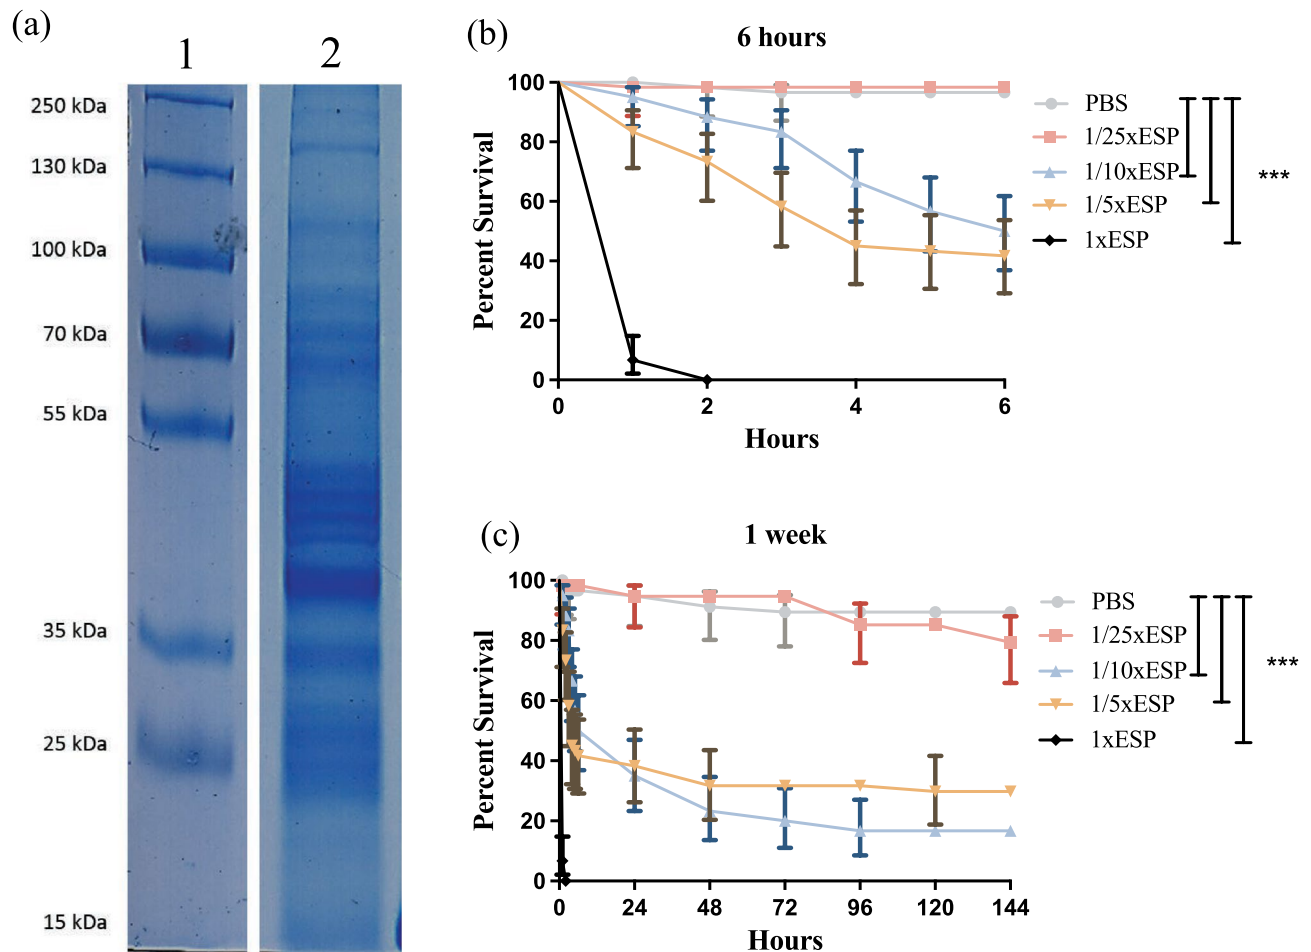 (a)
1 2
250 kDa
130 kDa
100 kDa
70 kDa
55 kDa
35 kDa
25 kDa
15 kDa
(b)
6 hours
Percent Survival
100
80
60
40
20
0
0 2 4 6
Hours
PBS
1/25xESP
1/10xESP
1/5xESP
1xESP
***
(c)
1 week
Percent Survival
100
80
60
40
20
0
0 24 48 72 96 120 144
Hours
PBS
1/25xESP
1/10xESP
1/5xESP
1xESP
***